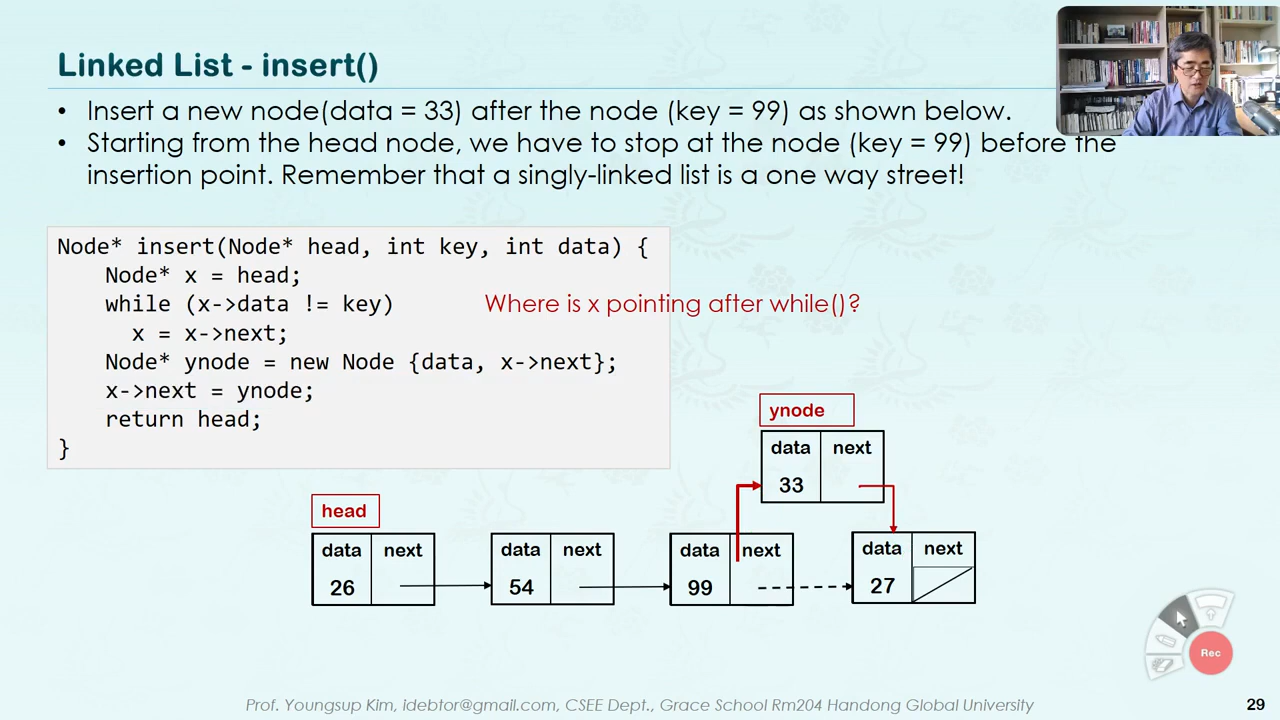 Linked List - insert()
• Insert a new node(data = 33) after the node (key = 99) as shown below.
• Starting from the head node, we have to stop at the node (key = 99) before the
insertion point. Remember that a singly-linked list is a one way street!
Node* insert(Node* head, int key, int data) {
Node* x = head;
while (x->data != key)
Where is x pointing after while()?
x = x->next;
Node* ynode = new Node {data, x->next};
x->next = ynode;
return head;
}
ynode
data next
33
head
data next
26
data next
54
data next
99
data next
27
Rec
Prof. Youngsup Kim, idebtor@gmail.com, CSEE Dept., Grace School Rm204 Handong Global University
29